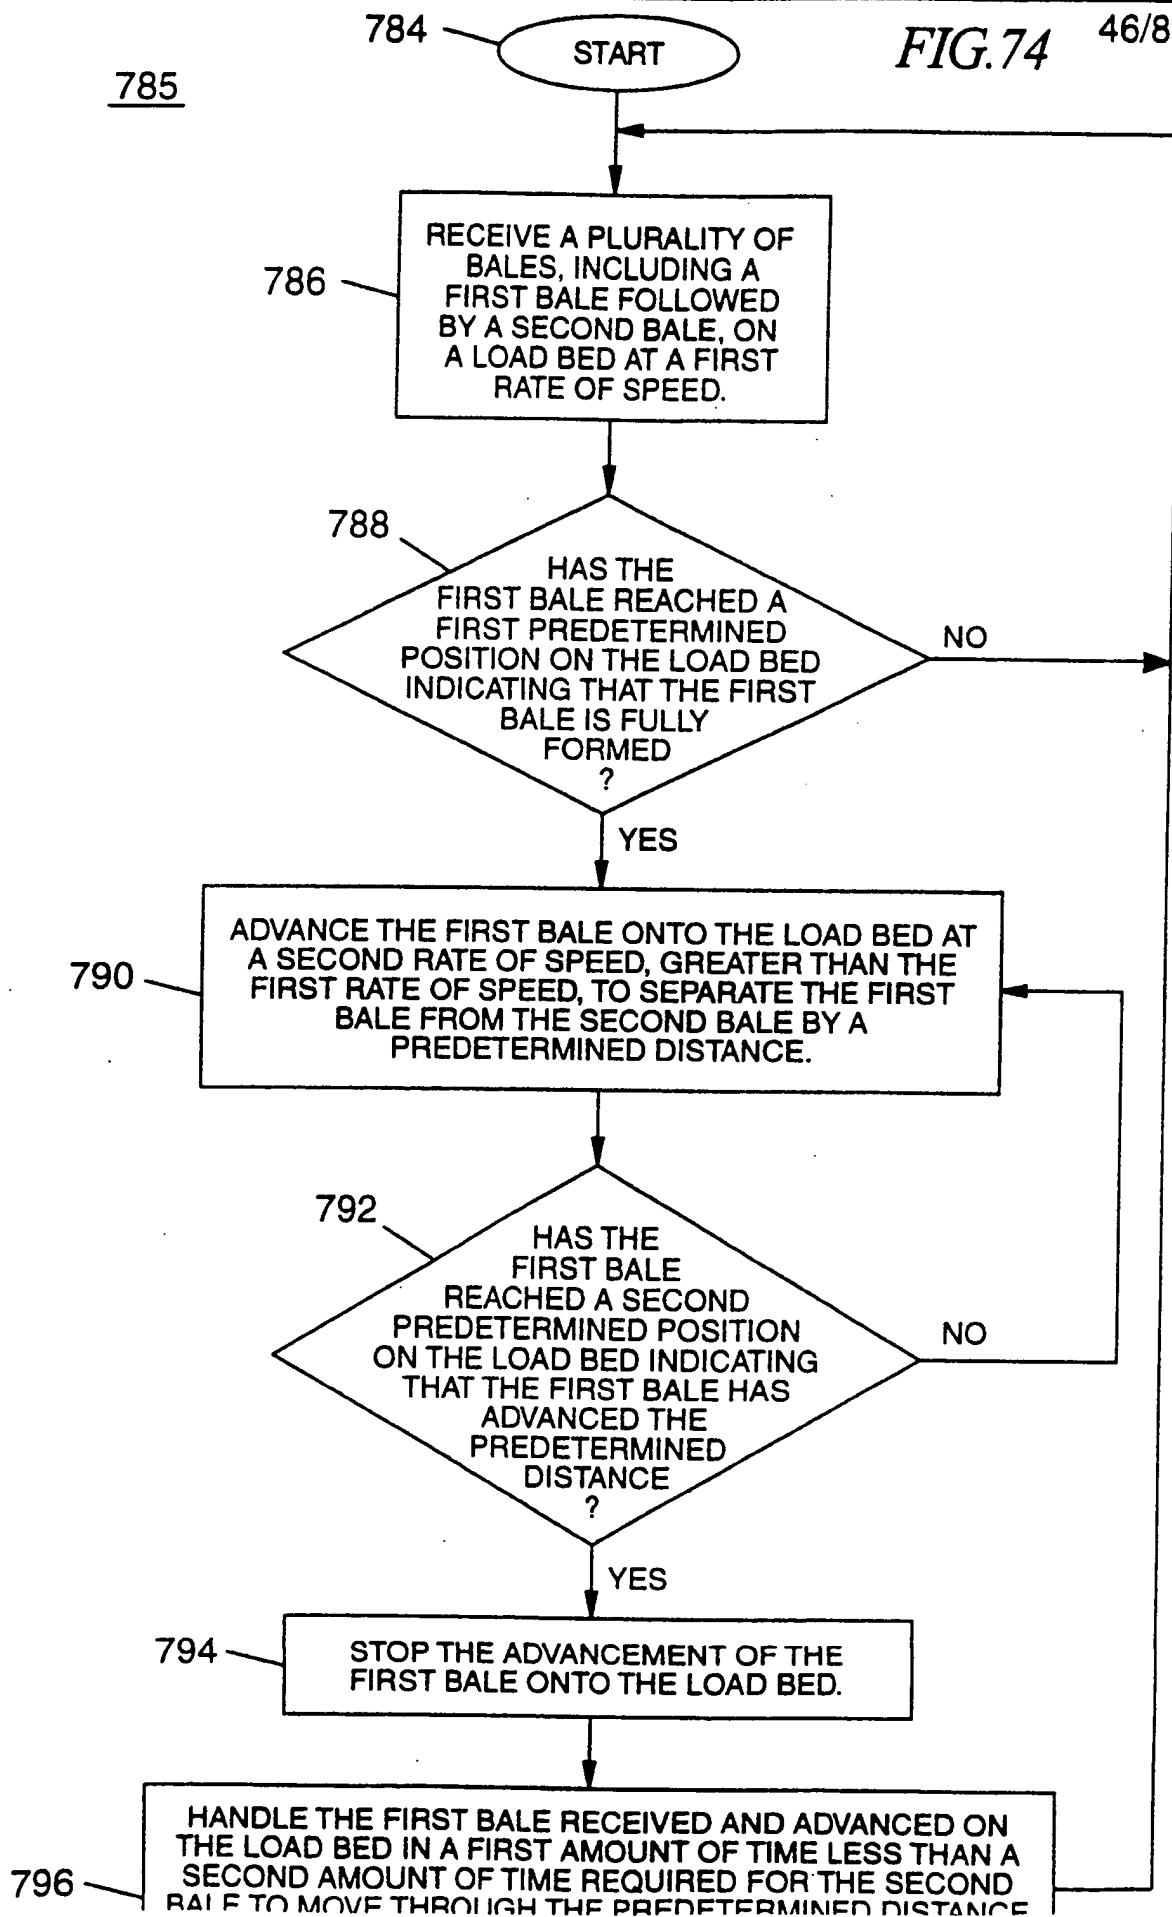 784
START
FIG.74
46/8
785
786
RECEIVE A PLURALITY OF
BALES, INCLUDING A
FIRST BALE FOLLOWED
BY A SECOND BALE, ON
A LOAD BED AT A FIRST
RATE OF SPEED.
788
HAS THE
FIRST BALE REACHED A
FIRST PREDETERMINED
POSITION ON THE LOAD BED
INDICATING THAT THE FIRST
BALE IS FULLY
FORMED
?
NO
YES
790
ADVANCE THE FIRST BALE ONTO THE LOAD BED AT
A SECOND RATE OF SPEED, GREATER THAN THE
FIRST RATE OF SPEED, TO SEPARATE THE FIRST
BALE FROM THE SECOND BALE BY A
PREDETERMINED DISTANCE.
792
HAS THE
FIRST BALE
REACHED A SECOND
PREDETERMINED POSITION
ON THE LOAD BED INDICATING
THAT THE FIRST BALE HAS
ADVANCED THE
PREDETERMINED
DISTANCE
?
NO
YES
794
STOP THE ADVANCEMENT OF THE
FIRST BALE ONTO THE LOAD BED.
796
HANDLE THE FIRST BALE RECEIVED AND ADVANCED ON
THE LOAD BED IN A FIRST AMOUNT OF TIME LESS THAN A
SECOND AMOUNT OF TIME REQUIRED FOR THE SECOND
BALE TO MOVE THROUGH THE PREDETERMINED DISTANCE